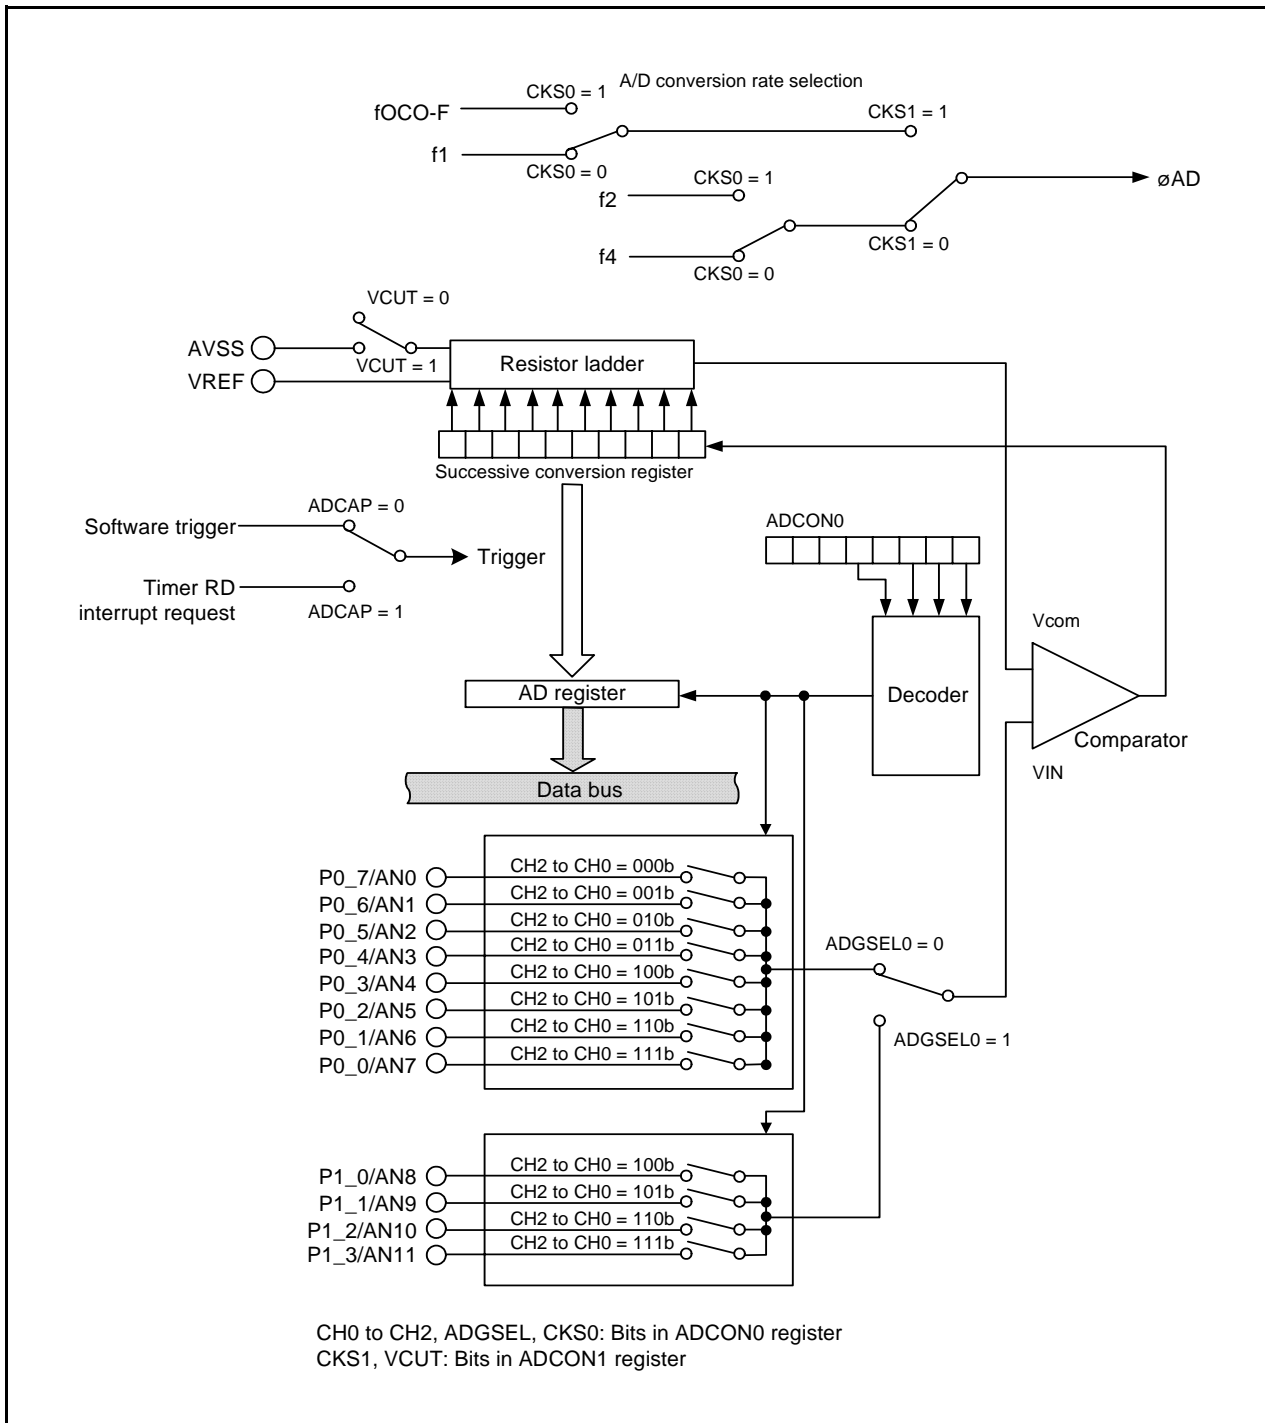 A/D conversion rate selection
CKS0 = 1
fOCO-F
CKS1 = 1
f1
CKS0 = 0
CKS0 = 1
f2
øAD
CKS1 = 0
f4
CKS0 = 0
VCUT = 0
AVSS
VCUT = 1
Resistor ladder
VREF
Successive conversion register
ADCAP = 0
Software trigger
Trigger
Timer RD
interrupt request
ADCAP = 1
ADCON0
Vcom
Decoder
Comparator
VIN
AD register
Data bus
P0_7/AN0 CH2 to CH0 = 000b
P0_6/AN1 CH2 to CH0 = 001b
P0_5/AN2 CH2 to CH0 = 010b
P0_4/AN3 CH2 to CH0 = 011b
P0_3/AN4 CH2 to CH0 = 100b
P0_2/AN5 CH2 to CH0 = 101b
P0_1/AN6 CH2 to CH0 = 110b
P0_0/AN7 CH2 to CH0 = 111b
ADGSEL0 = 0
ADGSEL0 = 1
P1_0/AN8 CH2 to CH0 = 100b
P1_1/AN9 CH2 to CH0 = 101b
P1_2/AN10 CH2 to CH0 = 110b
P1_3/AN11 CH2 to CH0 = 111b
CH0 to CH2, ADGSEL, CKS0: Bits in ADCON0 register
CKS1, VCUT: Bits in ADCON1 register